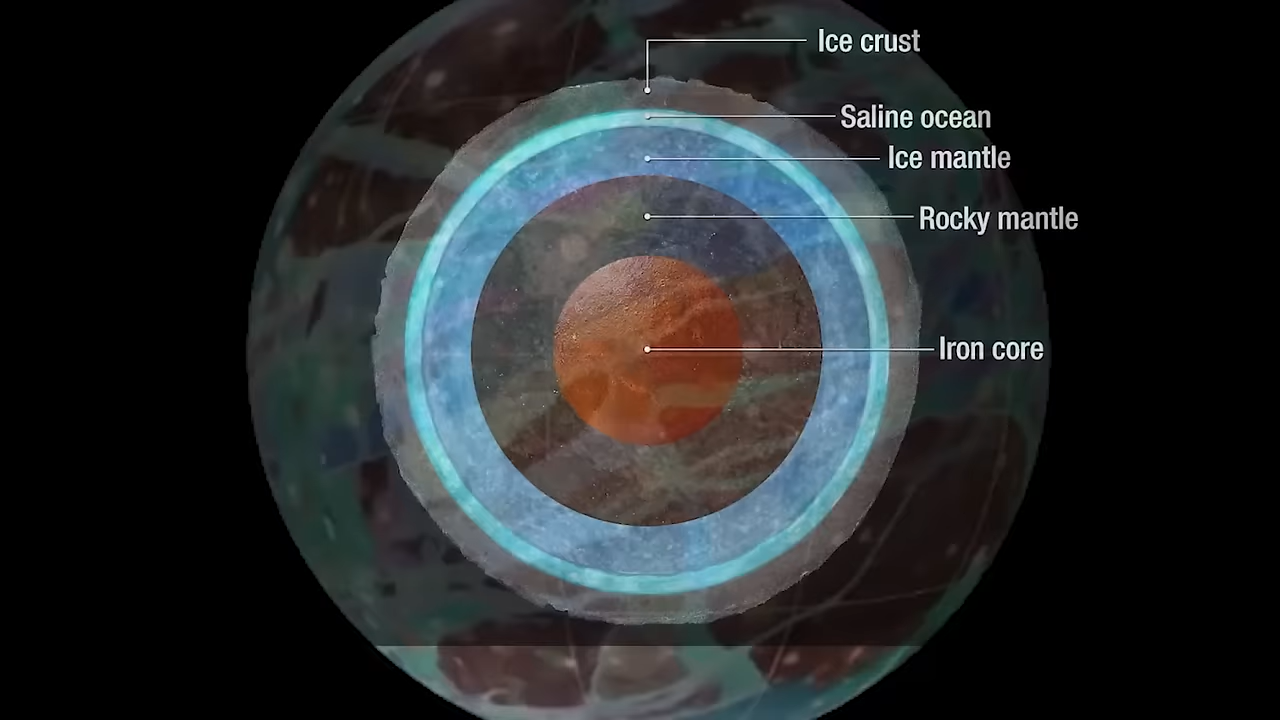 Ice crust
Saline ocean
Ice mantle
Rocky mantle
Iron core